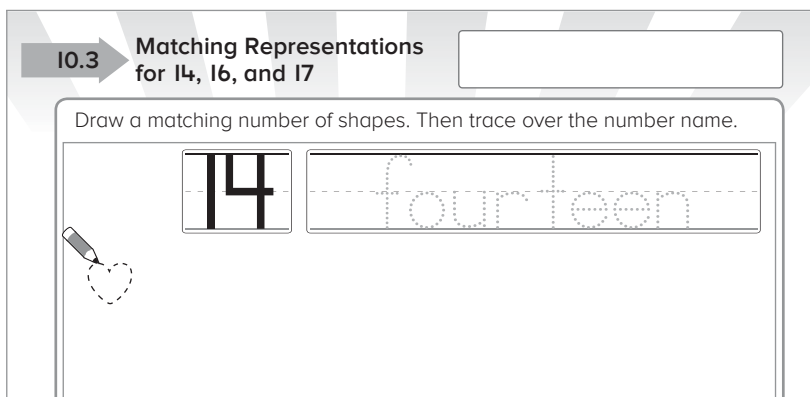 10.3
Matching Representations
for 14, 16, and 17
Draw a matching number of shapes. Then trace over the number name.
14
fourteen